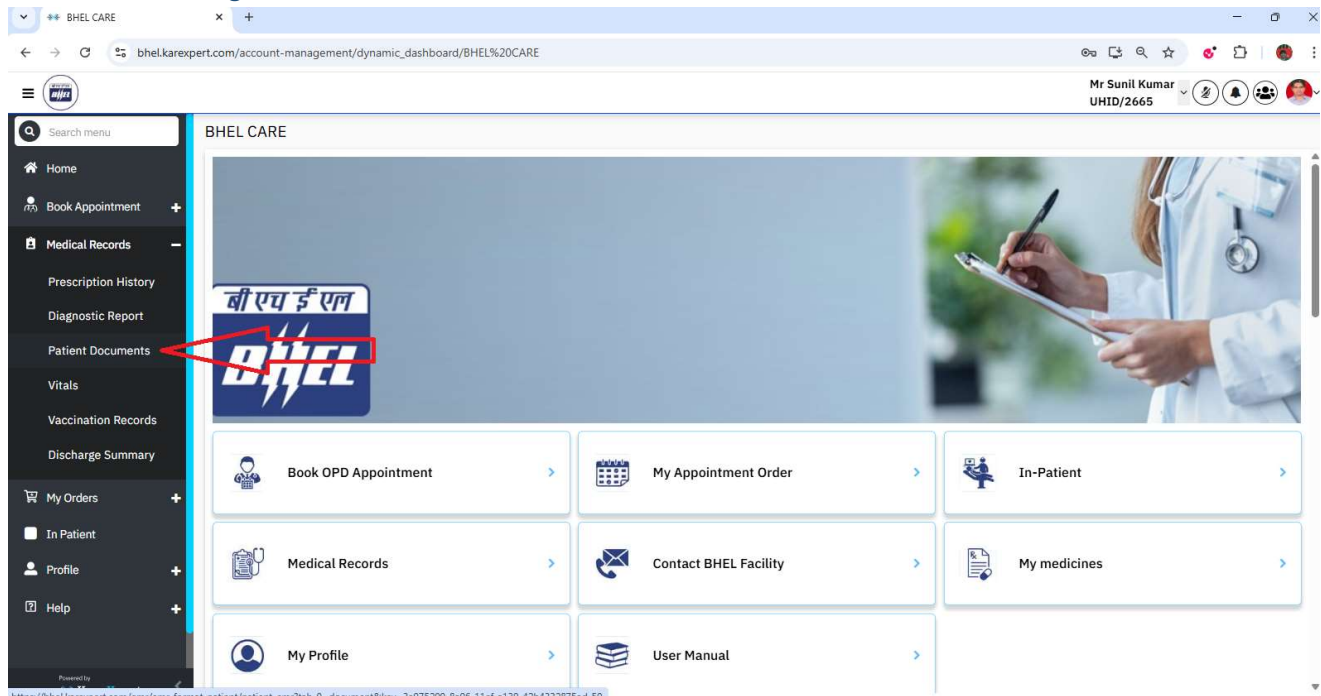 BHEL CARE
bhel.karexpert.com/account-management/dynamic_dashboard/BHEL%20CARE
Mr Sunil Kumar
UHID/2665
Search menu
BHEL CARE
Home
Book Appointment
Medical Records
Prescription History
Diagnostic Report
Patient Documents
Vitals
Vaccination Records
Discharge Summary
My Orders
In Patient
Profile
Help
Powered by
बी एच ई एल
BHEL
Book OPD Appointment
My Appointment Order
In-Patient
Medical Records
Contact BHEL Facility
My medicines
My Profile
User Manual